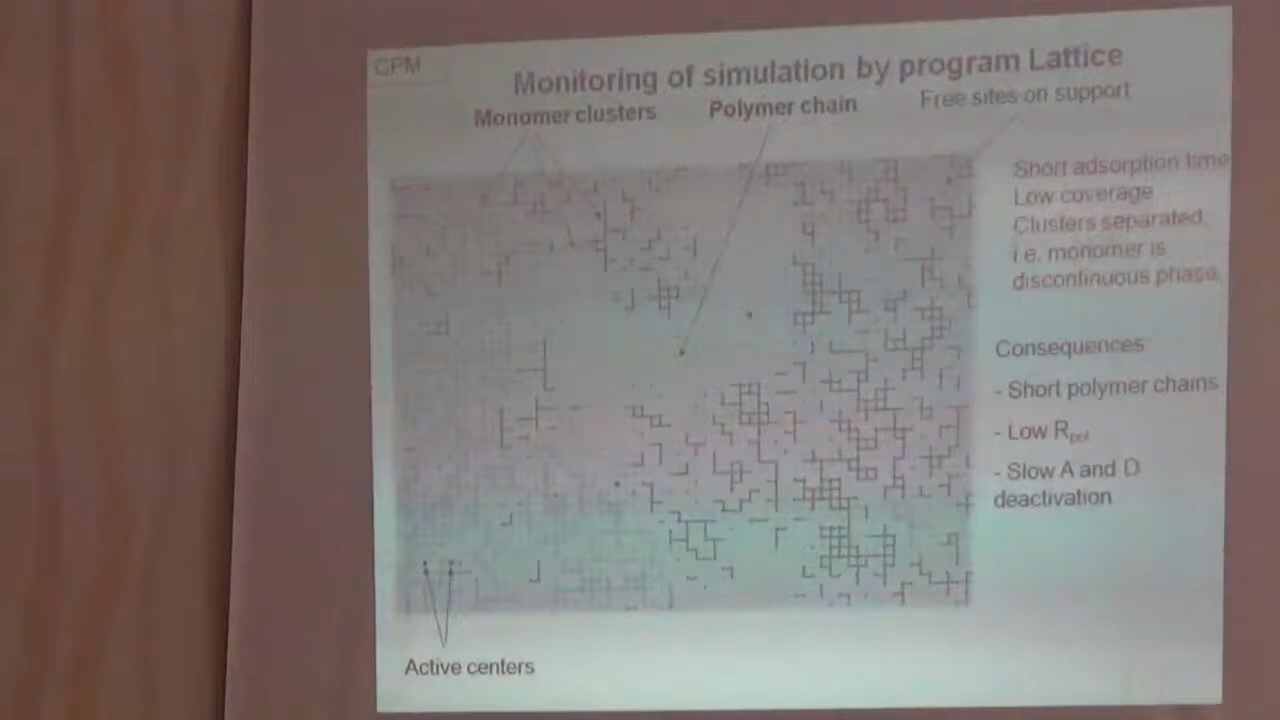 CPM
Monitoring of simulation by program Lattice
Monomer clusters
Polymer chain
Free sites on support
Short adsorption time
Low coverage
Clusters separated,
i.e. monomer is
discontinuous phase,
Consequences
- Short polymer chains
- Low Rpol
- Slow A and D
deactivation
Active centers